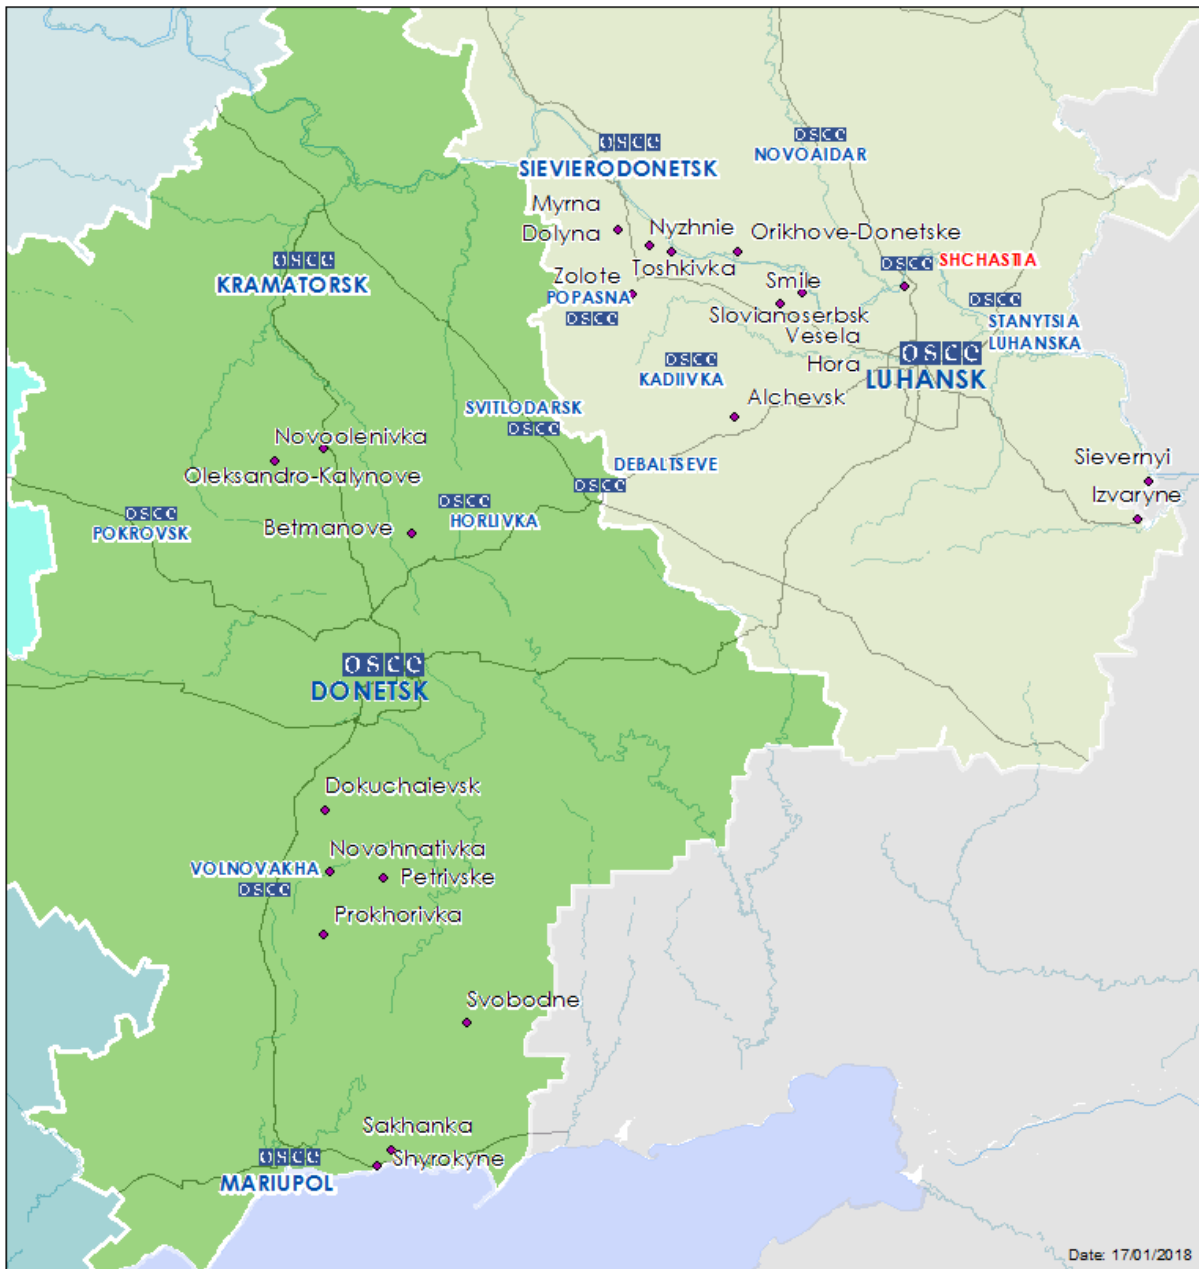 OSCE
SIEVIERODONETSK
OSCE
NOVOAIDAR
Myrna
Dolyna
Nyzhnie
Toshkivka
Orikhove-Donetske
OSCE
SHCHASTIA
OSCE
KRAMATORSK
Zolote
POPASNA
OSCE
Smile
Slovianoserbsk
Vesela
Hora
OSCE
STANYTSIA
LUHANSKA
OSCE
LUHANSK
OSCE
KADIIVKA
Alchevsk
SVITLODARSK
OSCE
Novoolenivka
Oleksandro-Kalynove
DEBALTSEVE
OSCE
Sievernyi
Izvaryne
OSCE
POKROVSK
OSCE
HORLIVKA
Betmanove
OSCE
DONETSK
Dokuchaievsk
Novohnativka
VOLNOVAKHA
OSCE
Petrivske
Prokhorivka
Svobodne
Sakhanka
Shyrokyne
OSCE
MARIUPOL
Date: 17/01/2018